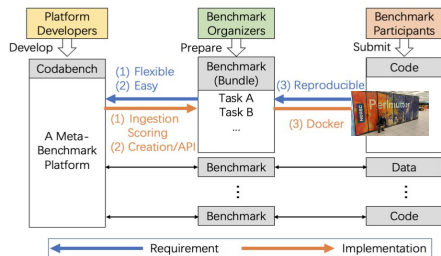 Platform
Developers
Benchmark
Organizers
Benchmark
Participants
Develop
Prepare
Submit
Codabench
A Meta-
Benchmark
Platform
(1) Flexible
(2) Easy
(1) Ingestion
Scoring
(2) Creation/API
Benchmark
(Bundle)
Task A
Task B
...
(3) Reproducible
(3) Docker
Code
Perlmutter
Benchmark
Data
Benchmark
Code
Requirement
Implementation